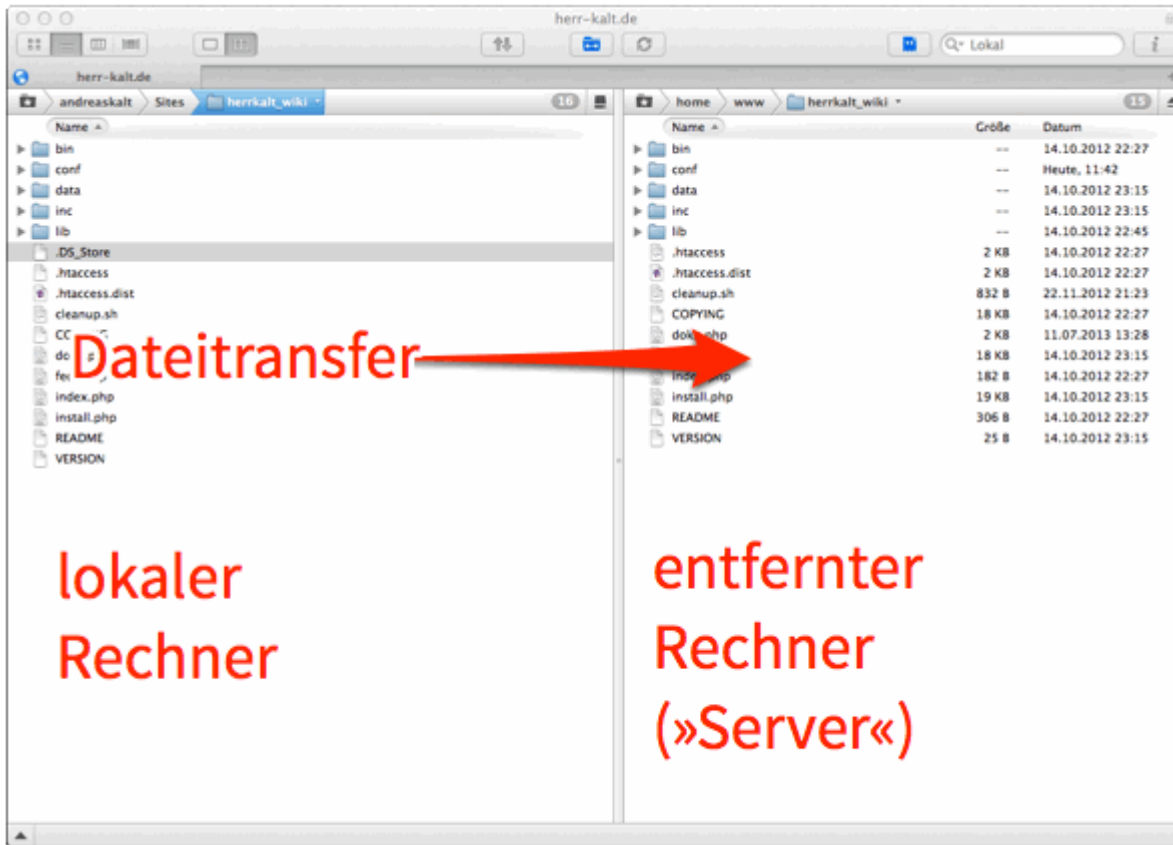 herr-kalt.de
Lokal
herr-kalt.de
andreaskalt Sites herrkalt_wiki 16
Name
bin
conf
data
inc
lib
.DS_Store
.htaccess
.htaccess.dist
cleanup.sh
index.php
install.php
README
VERSION
home www herrkalt_wiki 15
Name Größe Datum
bin -- 14.10.2012 22:27
conf -- Heute, 11:42
data -- 14.10.2012 23:15
inc -- 14.10.2012 23:15
lib -- 14.10.2012 22:45
.htaccess 2 KB 14.10.2012 22:27
.htaccess.dist 2 KB 14.10.2012 22:27
cleanup.sh 832 B 22.11.2012 21:23
COPYING 18 KB 14.10.2012 22:27
2 KB 11.07.2013 13:28
18 KB 14.10.2012 23:15
index.php 182 B 14.10.2012 22:27
install.php 19 KB 14.10.2012 23:15
README 306 B 14.10.2012 22:27
VERSION 25 B 14.10.2012 23:15
Dateitransfer
lokaler
Rechner
entfernter
Rechner
(»Server«)